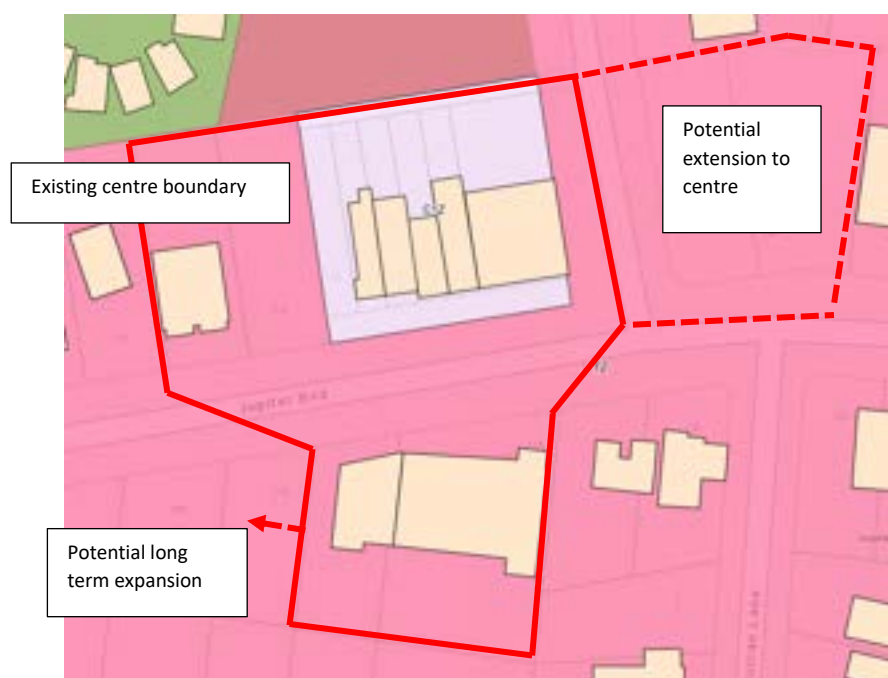 Potential
extension to
centre
Existing centre boundary
Potential long
term expansion